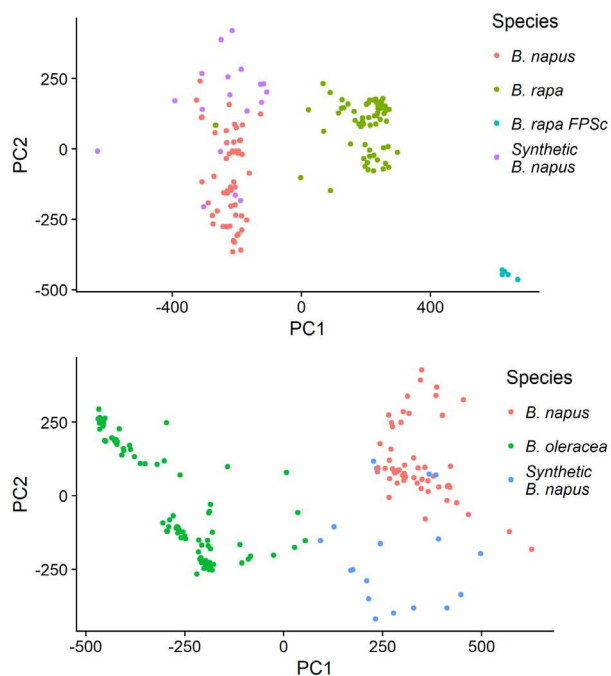 Species
B. napus
B. rapa
B. rapa FPSc
Synthetic
B. napus
PC2
250
0
-250
-500
-400
0
400
PC1
Species
B. napus
B. oleracea
Synthetic
B. napus
PC2
250
0
-250
-500
-250
0
250
500
PC1